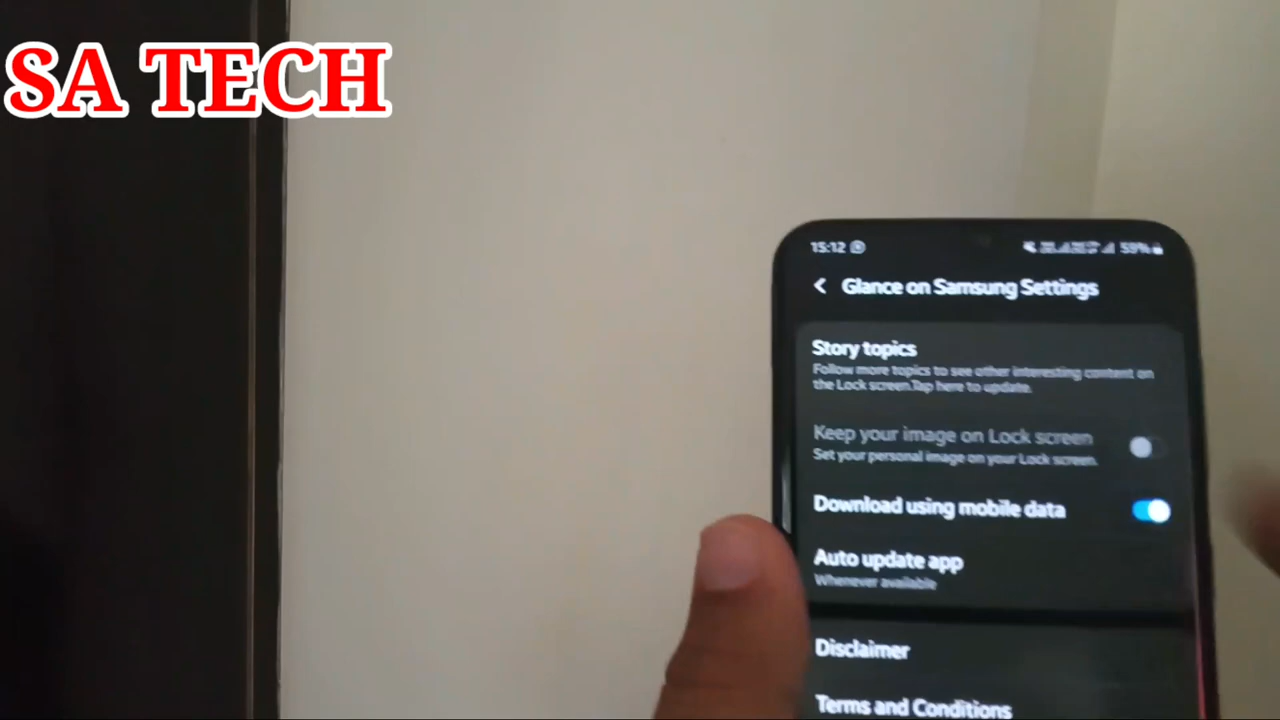 SA TECH
15:12
59%
Glance on Samsung Settings
Story topics
Follow more topics to see other interesting content on
the Lock screen.Tap here to update.
Keep your image on Lock screen
Set your personal image on your Lock screen.
Download using mobile data
Auto update app
Whenever available
Disclaimer
Terms and Conditions